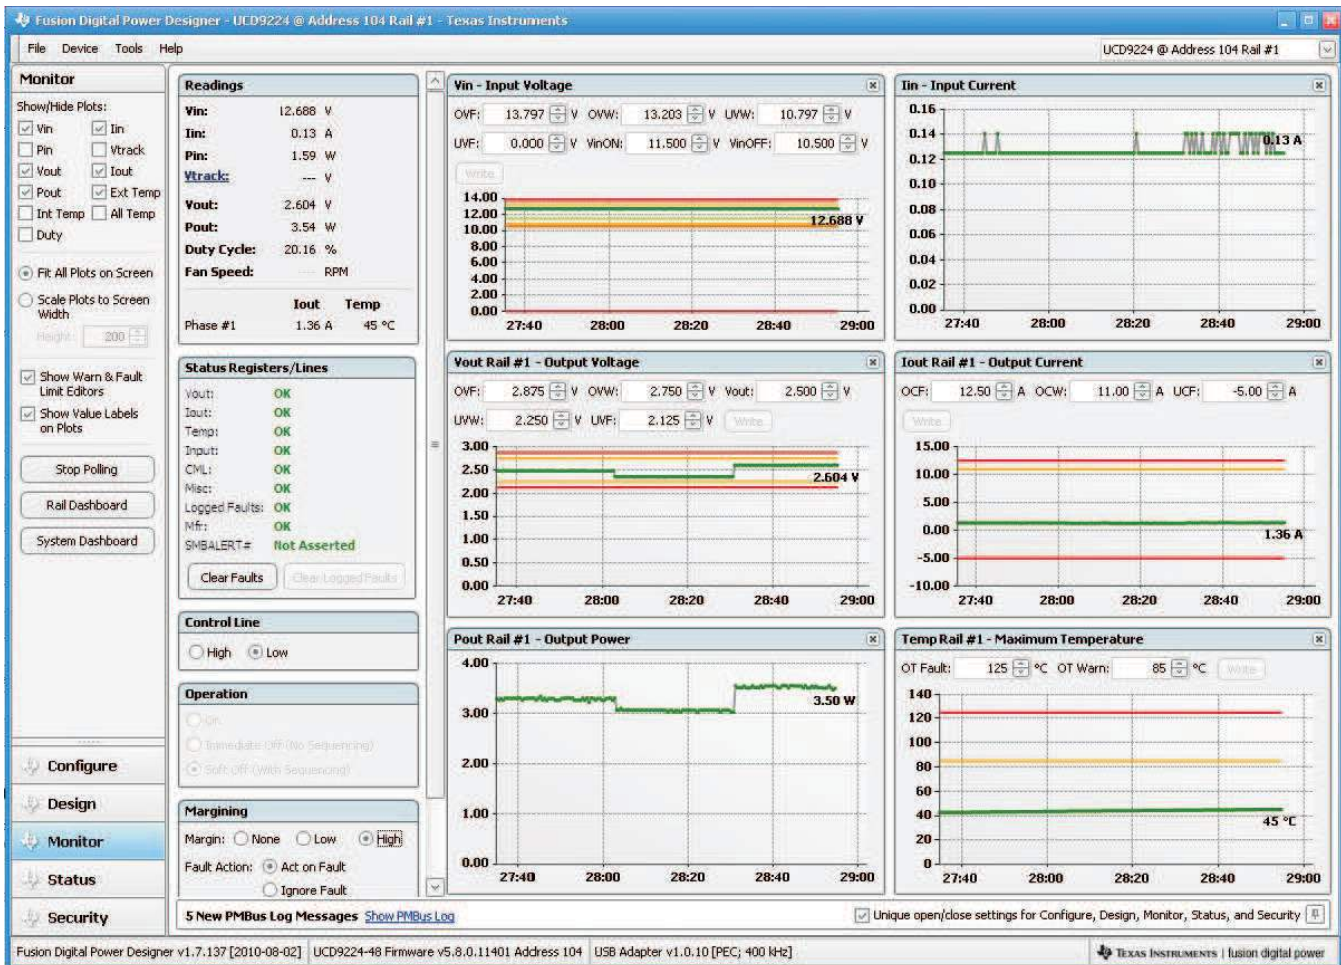 Fusion Digital Power Designer - UCD9224 @ Address 104 Rail #1 - Texas Instruments
File Device Tools Help
UCD9224 @ Address 104 Rail #1
Monitor
Show/Hide Plots:
Vin Iin
Pin Vtrack
Vout Iout
Pout Ext Temp
Int Temp All Temp
Duty
Fit All Plots on Screen
Scale Plots to Screen
Width
Height: 200
Show Warn & Fault
Limit Editors
Show Value Labels
on Plots
Stop Polling
Rail Dashboard
System Dashboard
Configure
Design
Monitor
Status
Security
Readings
Vin: 12.688 V
Iin: 0.13 A
Pin: 1.59 W
Vtrack: --- V
Vout: 2.604 V
Pout: 3.54 W
Duty Cycle: 20.16 %
Fan Speed: --- RPM
Iout Temp
Phase #1 1.36 A 45 °C
Status Registers/Lines
Vout: OK
Iout: OK
Temp: OK
Input: OK
CML: OK
Misc: OK
Logged Faults: OK
Mfr: OK
SMBALERT# Not Asserted
Clear Faults Clear Logged Faults
Control Line
High Low
Operation
On
Immediate Off (No Sequencing)
Soft Off (With Sequencing)
Margining
Margin: None Low High
Fault Action: Act on Fault
Ignore Fault
Vin - Input Voltage
OVF: 13.797 V OVW: 13.203 V UVW: 10.797 V
UVF: 0.000 V VinON: 11.500 V VinOFF: 10.500 V
Write
14.00
12.00
10.00
8.00
6.00
4.00
2.00
0.00
12.688 V
27:40 28:00 28:20 28:40 29:00
Iin - Input Current
0.16
0.14
0.12
0.10
0.08
0.06
0.04
0.02
0.00
0.13 A
27:40 28:00 28:20 28:40 29:00
Vout Rail #1 - Output Voltage
OVF: 2.875 V OVW: 2.750 V Vout: 2.500 V
UVW: 2.250 V UVF: 2.125 V Write
3.00
2.50
2.00
1.50
1.00
0.50
0.00
2.604 V
27:40 28:00 28:20 28:40 29:00
Iout Rail #1 - Output Current
OCF: 12.50 A OCW: 11.00 A UCF: -5.00 A
Write
15.00
10.00
5.00
0.00
-5.00
-10.00
1.36 A
27:40 28:00 28:20 28:40 29:00
Pout Rail #1 - Output Power
4.00
3.00
2.00
1.00
0.00
3.50 W
27:40 28:00 28:20 28:40 29:00
Temp Rail #1 - Maximum Temperature
OT Fault: 125 °C OT Warn: 85 °C Write
140
120
100
80
60
40
20
0
45 °C
27:40 28:00 28:20 28:40 29:00
5 New PMBus Log Messages Show PMBus Log
Unique open/close settings for Configure, Design, Monitor, Status, and Security
Fusion Digital Power Designer v1.7.137 [2010-08-02] UCD9224-48 Firmware v5.8.0.11401 Address 104 USB Adapter v1.0.10 [PEC; 400 kHz]
TEXAS INSTRUMENTS | fusion digital power